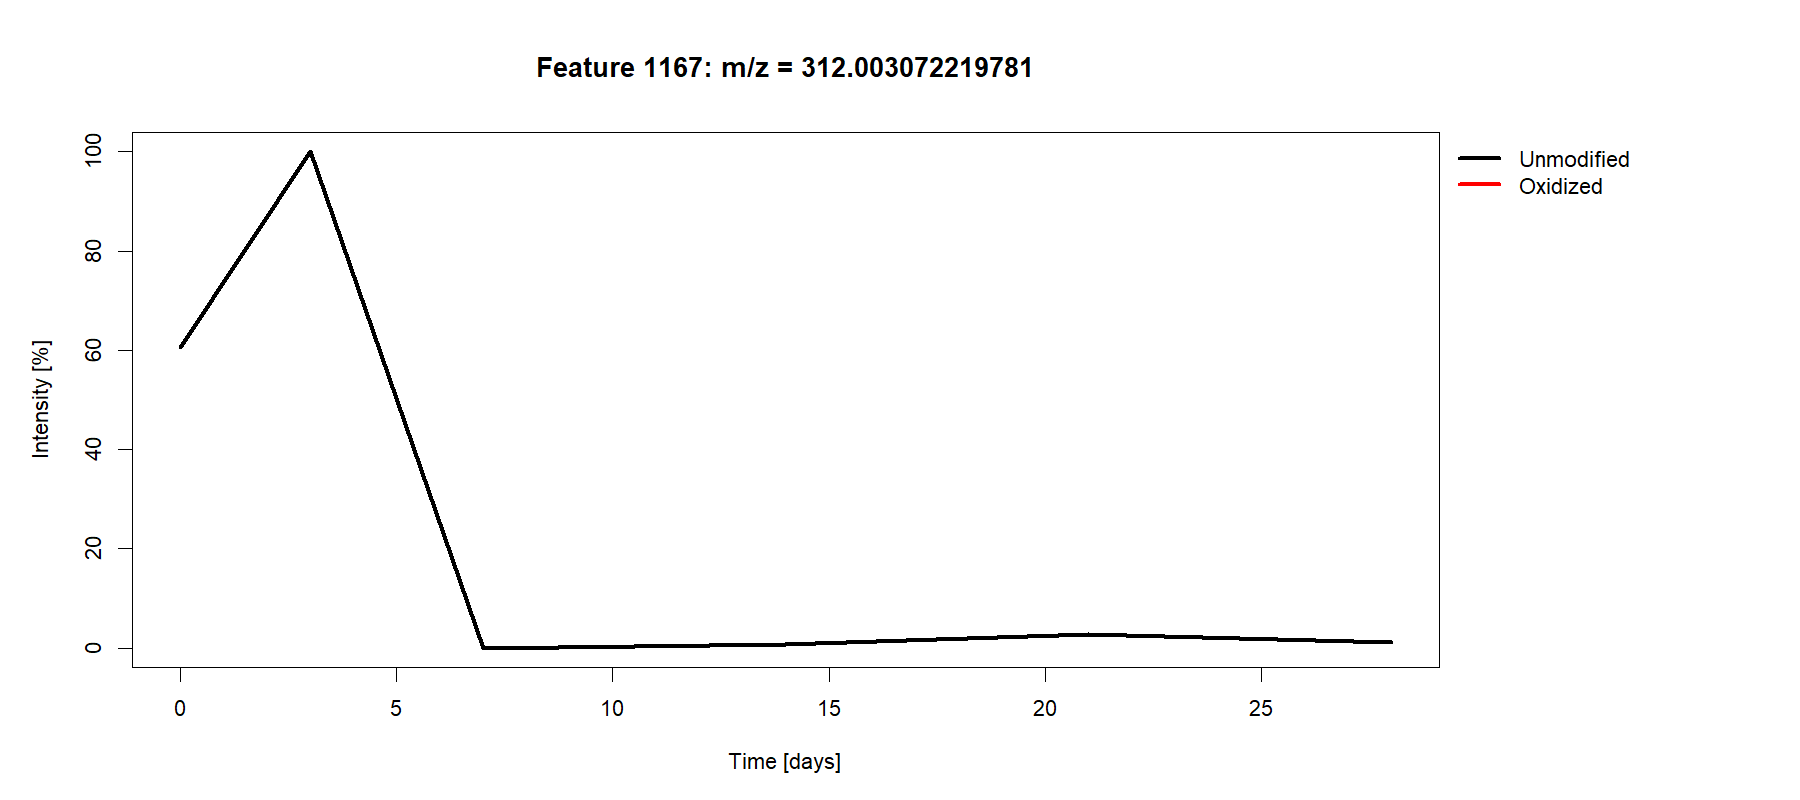 Feature 1167: m/z = 312.003072219781
Unmodified
Oxidized
Intensity [%]
100
80
60
40
20
0
0 5 10 15 20 25
Time [days]